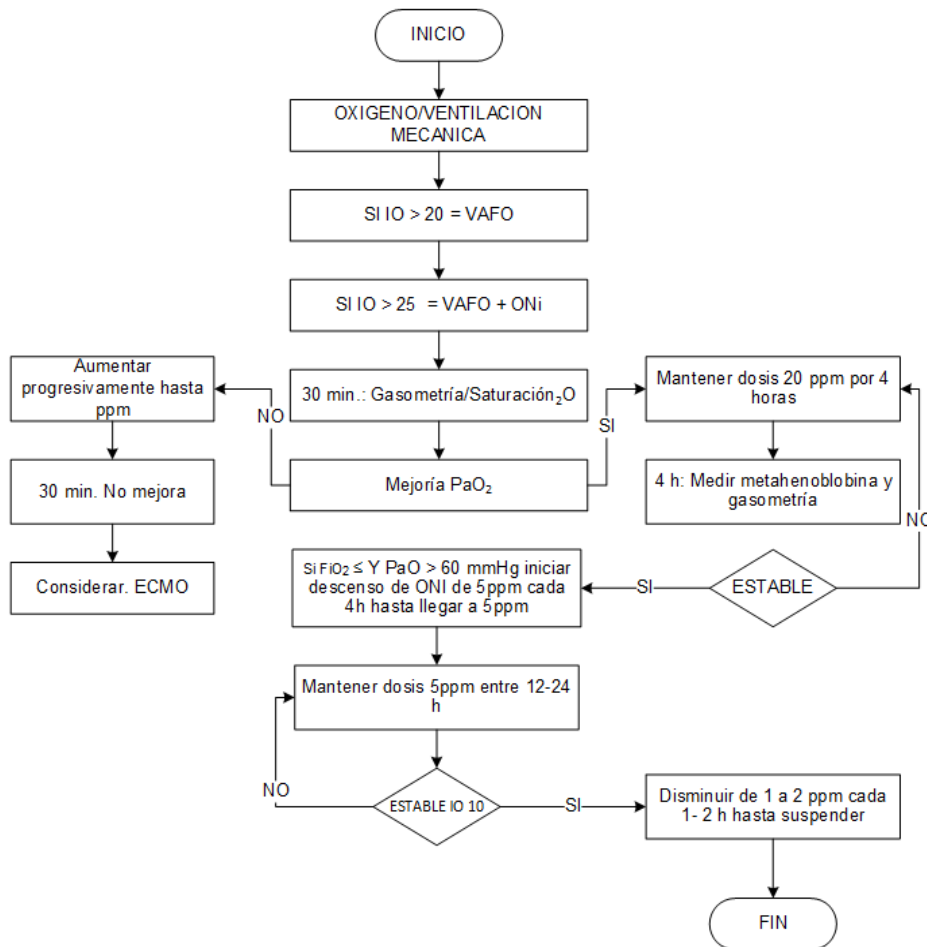 INICIO
OXIGENO/VENTILACION
MECANICA
SI IO > 20 = VAFO
SI IO > 25 = VAFO + ONi
30 min.: Gasometría/Saturación₂O
Mejoría PaO₂
NO
Aumentar
progresivamente hasta
ppm
30 min. No mejora
Considerar. ECMO
SI
Mantener dosis 20 ppm por 4
horas
4 h: Medir metahenoblobina y
gasometría
NO
ESTABLE
SI
Si FiO₂ ≤ Y PaO > 60 mmHg iniciar
descenso de ONI de 5ppm cada
4h hasta llegar a 5ppm
Mantener dosis 5ppm entre 12-24
h
NO
ESTABLE IO 10
SI
Disminuir de 1 a 2 ppm cada
1- 2 h hasta suspender
FIN